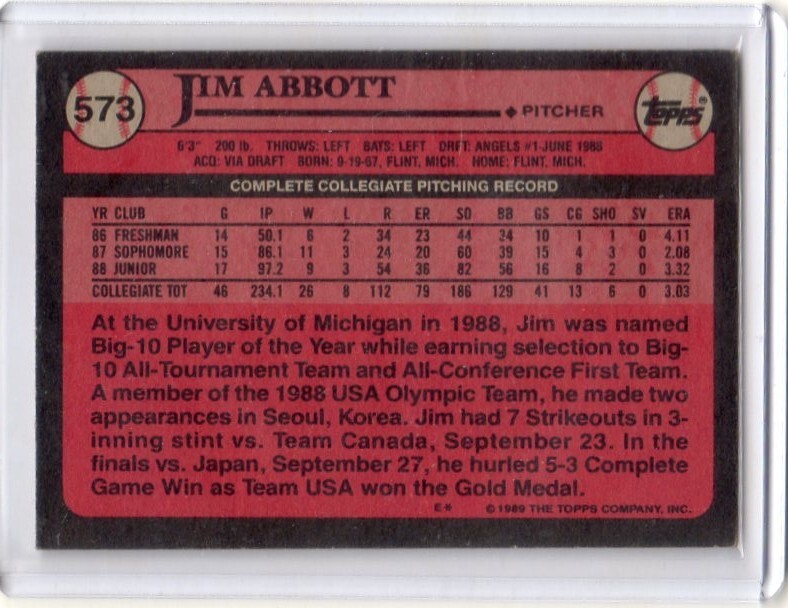 573
JIM ABBOTT
PITCHER
Topps®
6'3" 200 lb. THROWS: LEFT BATS: LEFT DRFT: ANGELS #1-JUNE 1988
ACQ: VIA DRAFT BORN: 9-19-67, FLINT, MICH. HOME: FLINT, MICH.
COMPLETE COLLEGIATE PITCHING RECORD
YR CLUB G IP W L R ER SO BB GS CG SHO SV ERA
86 FRESHMAN 14 50.1 6 2 34 23 44 34 10 1 1 0 4.11
87 SOPHOMORE 15 86.1 11 3 24 20 60 39 15 4 3 0 2.08
88 JUNIOR 17 97.2 9 3 54 36 82 56 16 8 2 0 3.32
COLLEGIATE TOT 46 234.1 26 8 112 79 186 129 41 13 6 0 3.03
At the University of Michigan in 1988, Jim was named
Big-10 Player of the Year while earning selection to Big-
10 All-Tournament Team and All-Conference First Team.
A member of the 1988 USA Olympic Team, he made two
appearances in Seoul, Korea. Jim had 7 Strikeouts in 3-
inning stint vs. Team Canada, September 23. In the
finals vs. Japan, September 27, he hurled 5-3 Complete
Game Win as Team USA won the Gold Medal.
© 1989 THE TOPPS COMPANY, INC.